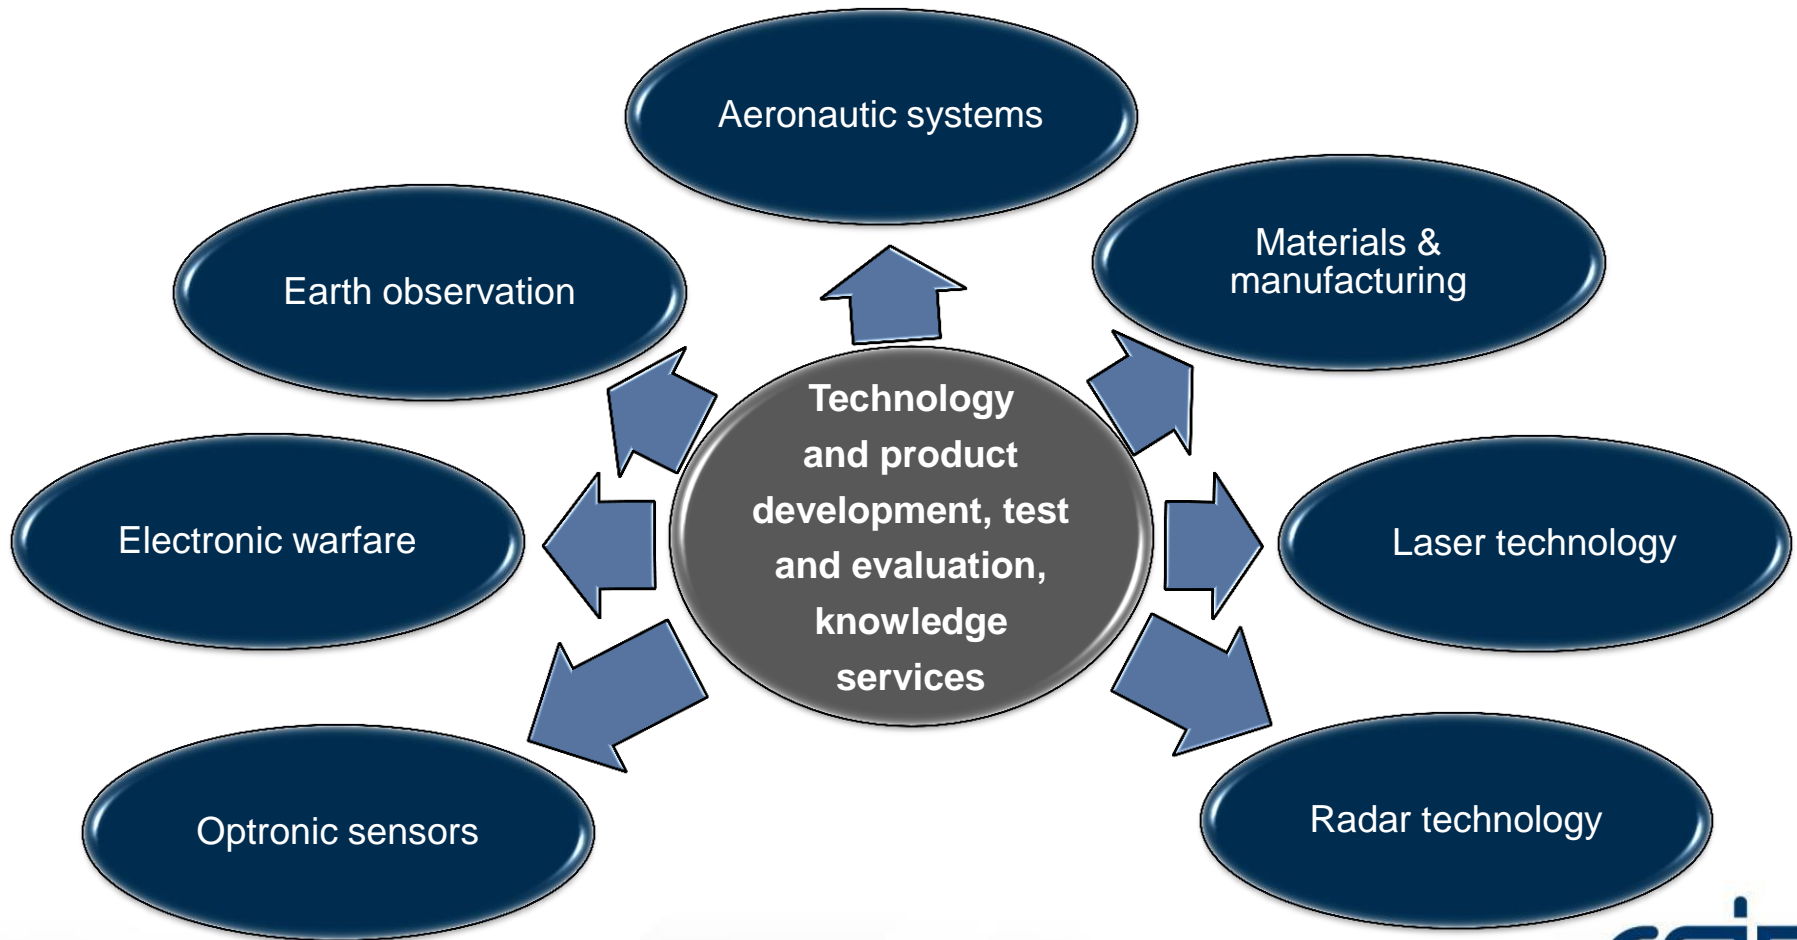 Aeronautic systems
Materials &
manufacturing
Earth observation
Technology
and product
development, test
and evaluation,
knowledge
services
Electronic warfare
Laser technology
Optronic sensors
Radar technology